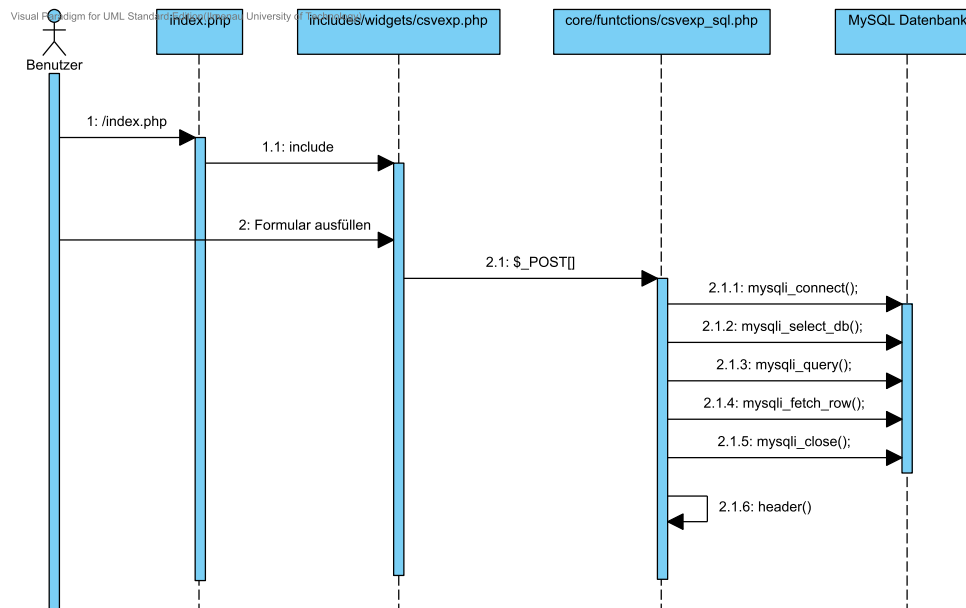 Visual Paradigm for UML Standard Edition(Ilmenau University of Technology)
index.php
includes/widgets/csvexp.php
core/funtctions/csvexp_sql.php
MySQL Datenbank
Benutzer
1: /index.php
1.1: include
2: Formular ausfüllen
2.1: $_POST[]
2.1.1: mysqli_connect();
2.1.2: mysqli_select_db();
2.1.3: mysqli_query();
2.1.4: mysqli_fetch_row();
2.1.5: mysqli_close();
2.1.6: header()